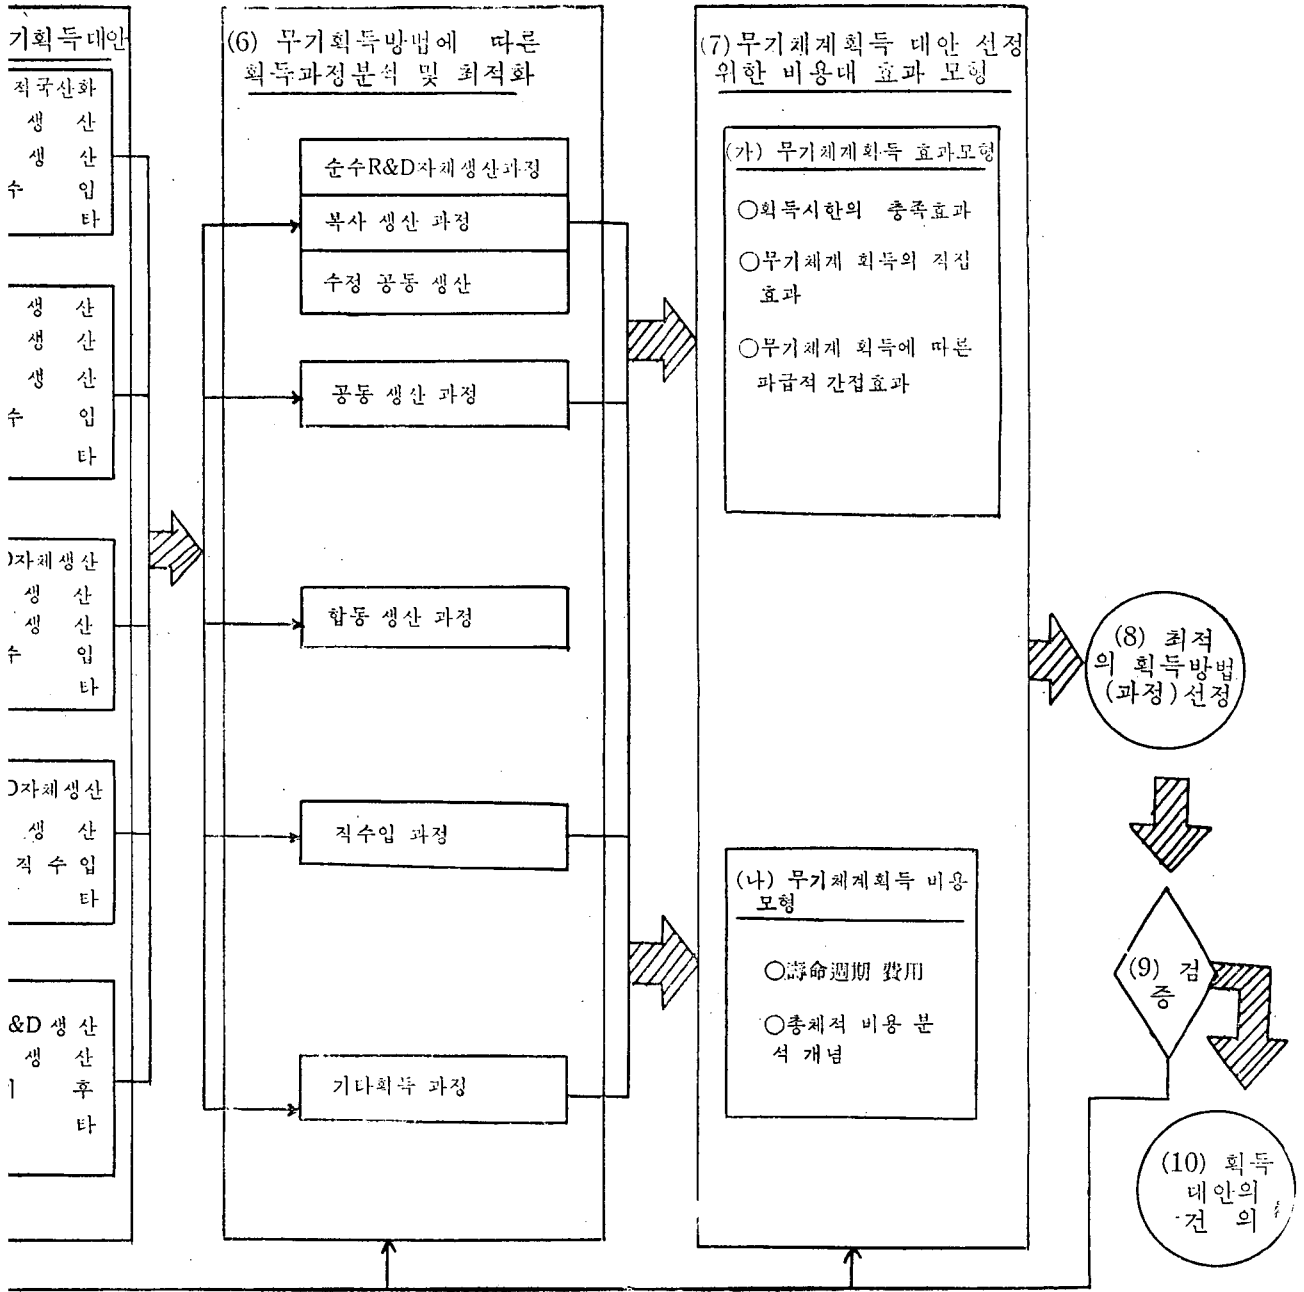 기획득대안
적국산화
생 산
생 산
수 입
타
생 산
생 산
생 산
수 입
타
자체생산
생 산
생 산
수 입
타
자체생산
생 산
직 수 입
타
&D 생 산
생 산
후
타
(6) 무기획득방법에 따른
획득과정분석 및 최적화
순수R&D자체생산과정
복사 생산 과정
수정 공동 생산
공동 생산 과정
합동 생산 과정
직수입 과정
기타획득 과정
(7)무기체계획득 대안 선정
위한 비용대 효과 모형
(가) 무기체계획득 효과모형
○획득시한의 충족효과
○무기체계 획득의 직접
효과
○무기체계 획득에 따른
파급적 간접효과
(나) 무기체계획득 비용
모형
○壽命週期 費用
○총체적 비용 분
석 개념
(8) 최적
의 획득방법
(과정)선정
(9) 검
증
(10) 획득
대안의
건 의